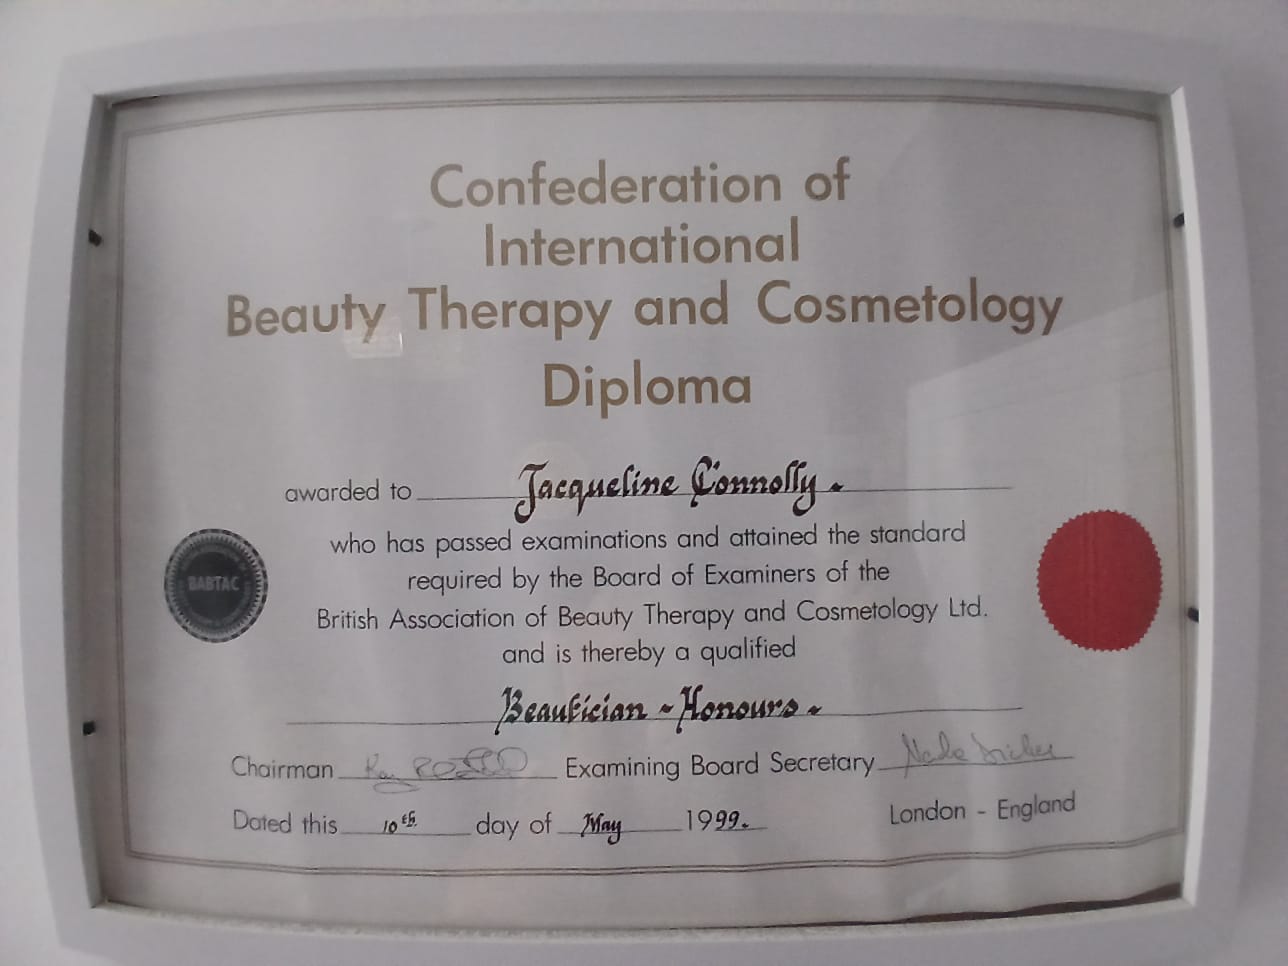 Confederation of
International
Beauty Therapy and Cosmetology
Diploma
awarded to Jacqueline Connolly.
who has passed examinations and attained the standard
required by the Board of Examiners of the
British Association of Beauty Therapy and Cosmetology Ltd.
and is thereby a qualified
BABTAC
Beautician ~ Honours ~
Chairman Examining Board Secretary
Dated this 10th. day of May 1999. London - England